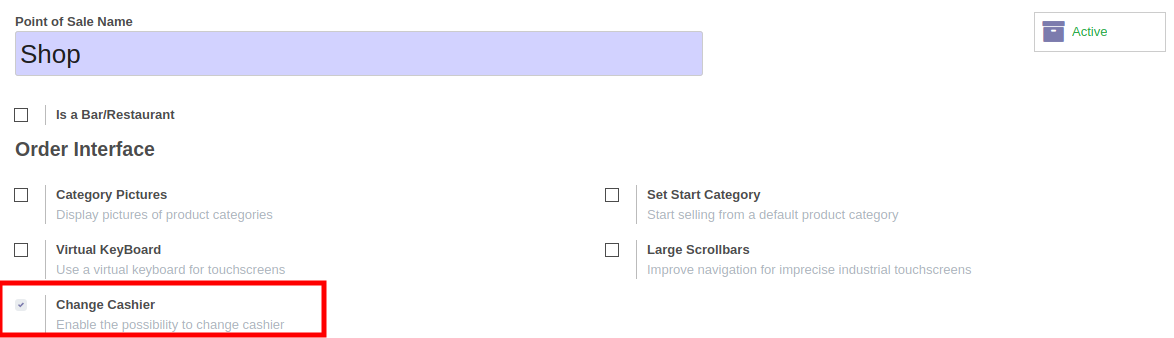 Point of Sale Name
Shop
Active
Is a Bar/Restaurant
Order Interface
Category Pictures
Display pictures of product categories
Set Start Category
Start selling from a default product category
Virtual KeyBoard
Use a virtual keyboard for touchscreens
Large Scrollbars
Improve navigation for imprecise industrial touchscreens
Change Cashier
Enable the possibility to change cashier